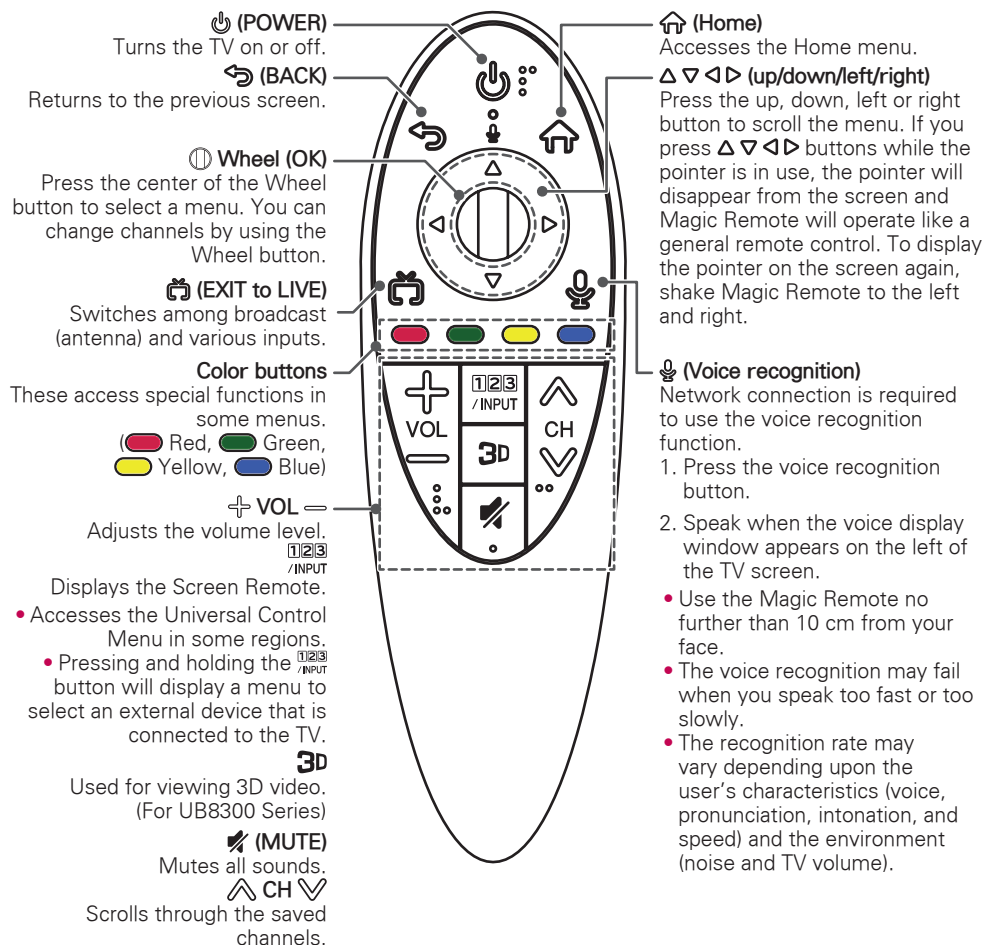 (POWER)
Turns the TV on or off.
(BACK)
Returns to the previous screen.
Wheel (OK)
Press the center of the Wheel
button to select a menu. You can
change channels by using the
Wheel button.
(EXIT to LIVE)
Switches among broadcast
(antenna) and various inputs.
Color buttons
These access special functions in
some menus.
( Red, Green,
Yellow, Blue)
+ VOL −
Adjusts the volume level.
123
/INPUT
Displays the Screen Remote.
• Accesses the Universal Control
Menu in some regions.
• Pressing and holding the 123/INPUT
button will display a menu to
select an external device that is
connected to the TV.
3D
Used for viewing 3D video.
(For UB8300 Series)
(MUTE)
Mutes all sounds.
CH
Scrolls through the saved
channels.
123
/INPUT
VOL
CH
3D
(Home)
Accesses the Home menu.
△ ▽ ◁ ▷ (up/down/left/right)
Press the up, down, left or right
button to scroll the menu. If you
press △ ▽ ◁ ▷ buttons while the
pointer is in use, the pointer will
disappear from the screen and
Magic Remote will operate like a
general remote control. To display
the pointer on the screen again,
shake Magic Remote to the left
and right.
(Voice recognition)
Network connection is required
to use the voice recognition
function.
1. Press the voice recognition
button.
2. Speak when the voice display
window appears on the left of
the TV screen.
• Use the Magic Remote no
further than 10 cm from your
face.
• The voice recognition may fail
when you speak too fast or too
slowly.
• The recognition rate may
vary depending upon the
user's characteristics (voice,
pronunciation, intonation, and
speed) and the environment
(noise and TV volume).